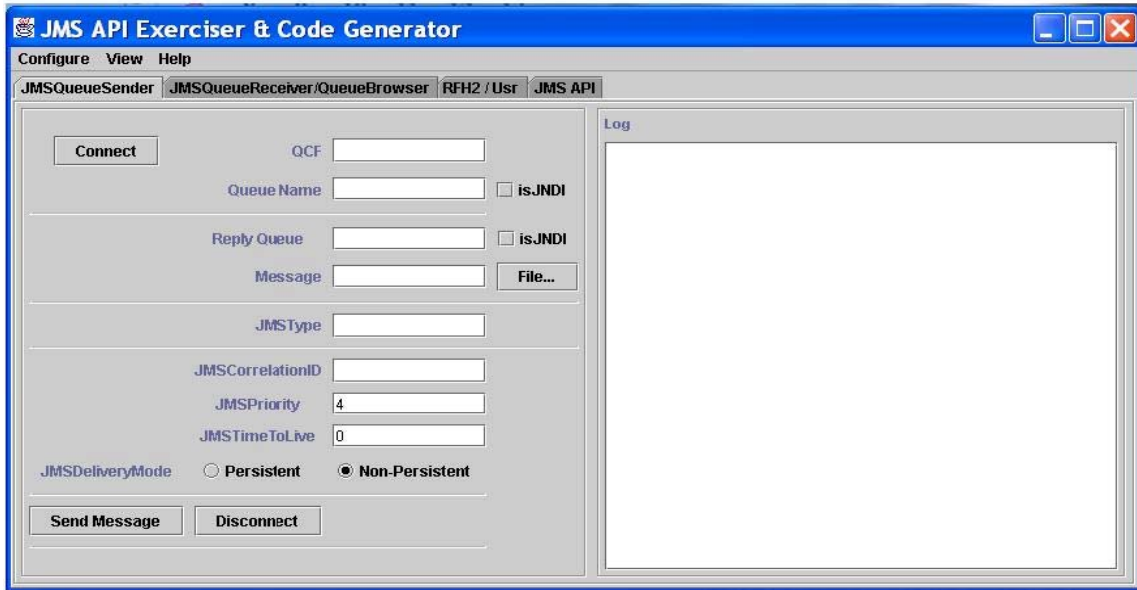 JMS API Exerciser & Code Generator
Configure View Help
JMSQueueSender JMSQueueReceiver/QueueBrowser RFH2 / Usr JMS API
Connect QCF
Queue Name isJNDI
Reply Queue isJNDI
Message File...
JMSType
JMSCorrelationID
JMSPriority 4
JMSTimeToLive 0
JMSDeliveryMode Persistent Non-Persistent
Send Message Disconnect
Log